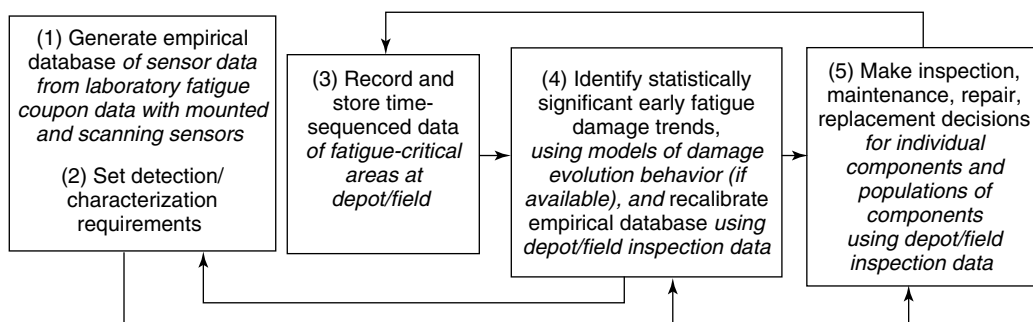 (1) Generate empirical
database of sensor data
from laboratory fatigue
coupon data with mounted
and scanning sensors
(2) Set detection/
characterization
requirements
(3) Record and
store time-
sequenced data
of fatigue-critical
areas at
depot/field
(4) Identify statistically
significant early fatigue
damage trends,
using models of damage
evolution behavior (if
available), and recalibrate
empirical database using
depot/field inspection data
(5) Make inspection,
maintenance, repair,
replacement decisions
for individual
components and
populations of
components
using depot/field
inspection data